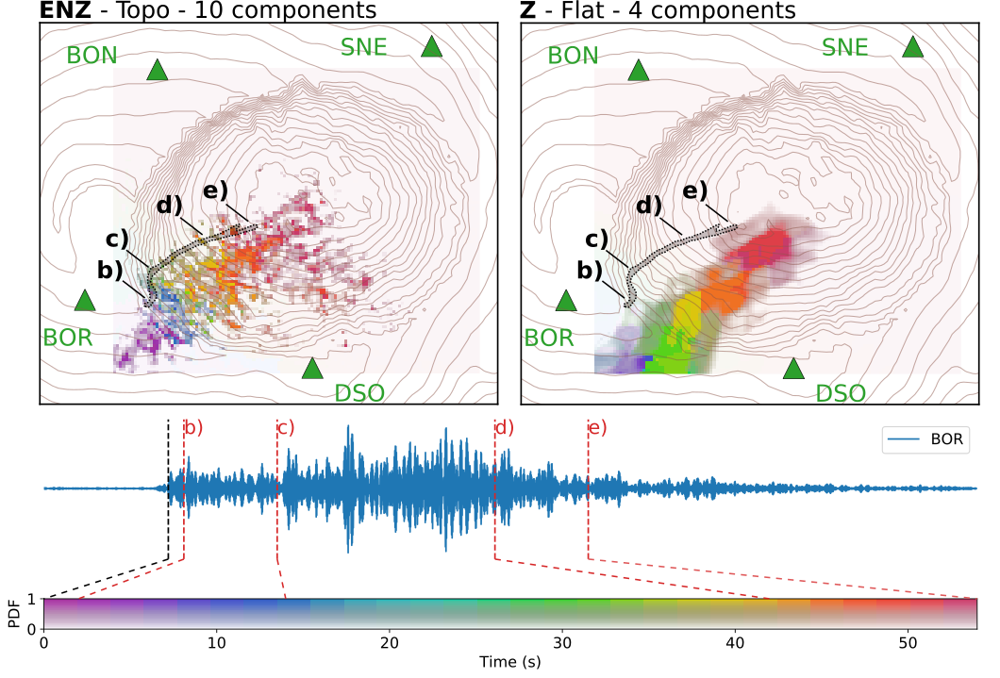 ENZ - Topo - 10 components
Z - Flat - 4 components
BON
SNE
BON
SNE
e)
d)
c)
b)
e)
d)
c)
b)
BOR
DSO
BOR
DSO
b)
c)
d)
e)
BOR
PDF
1
0
0
10
20
30
40
50
Time (s)